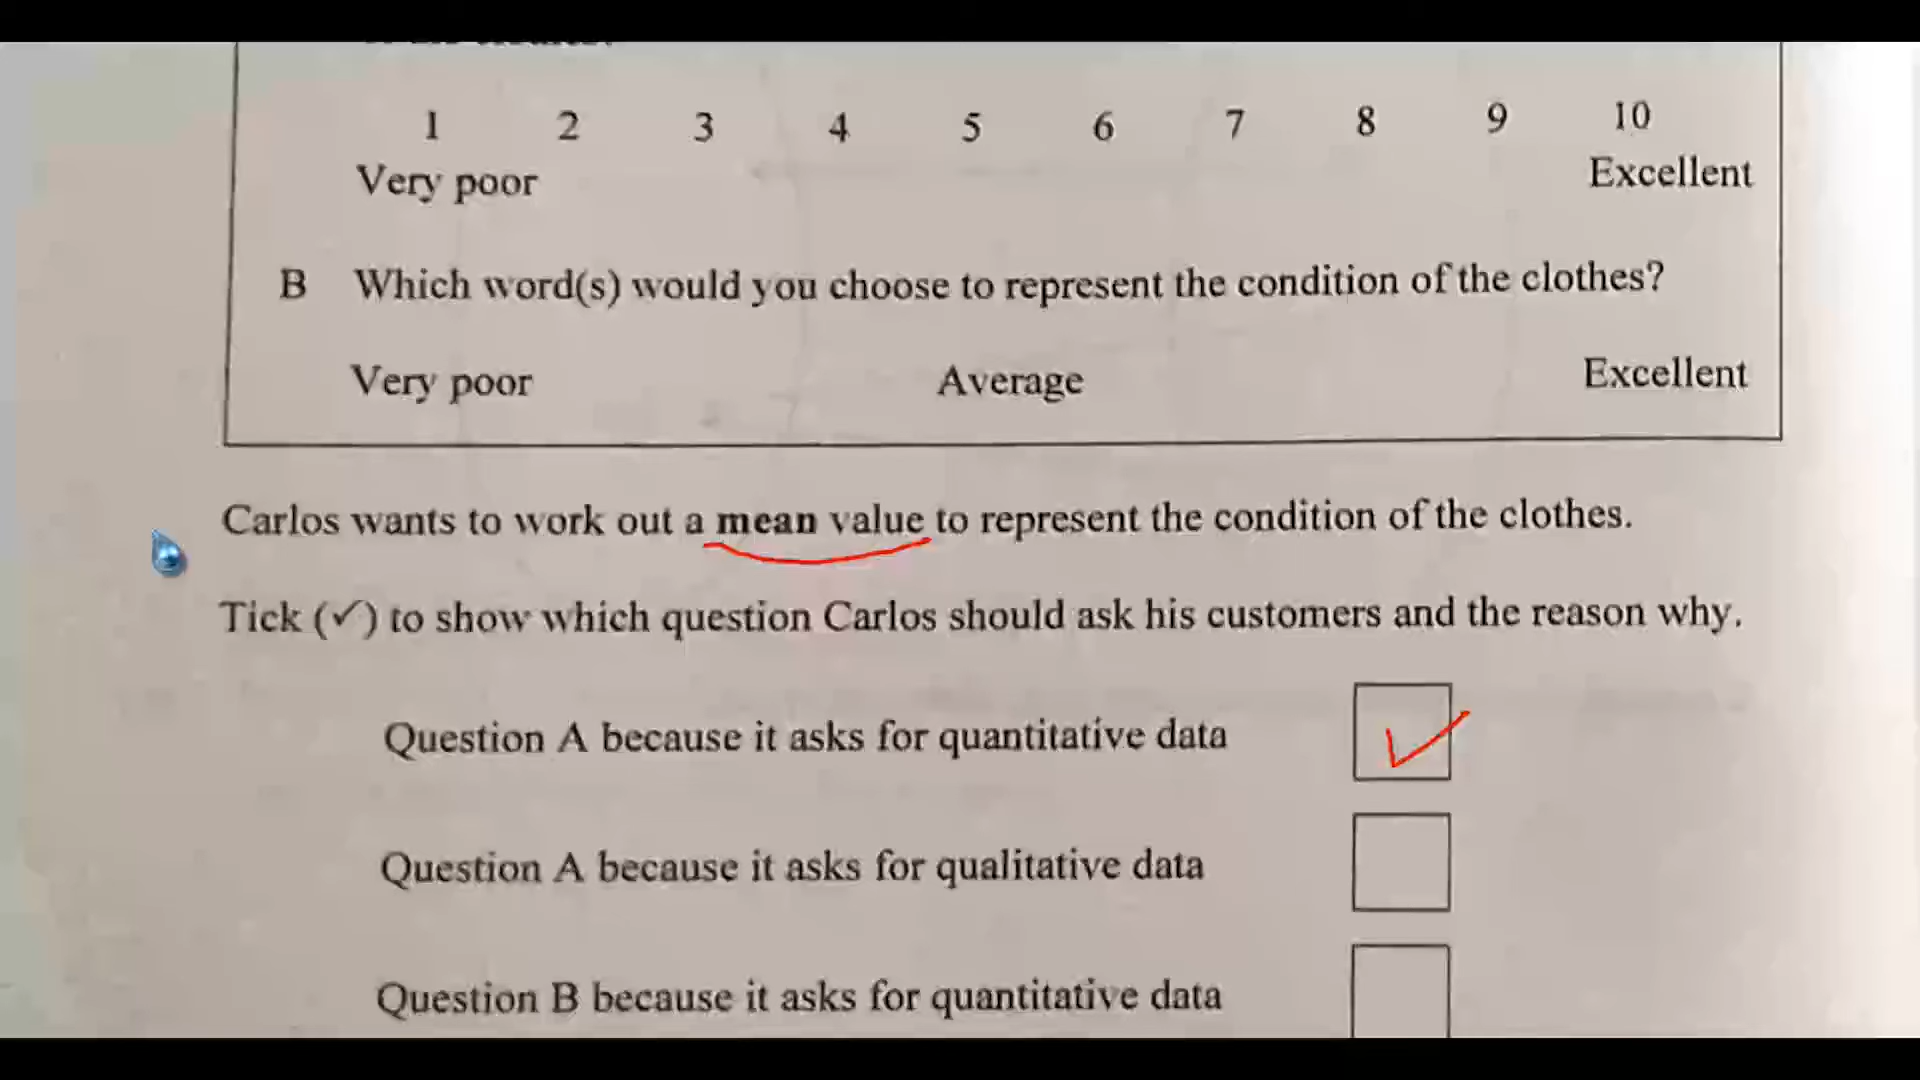 1 2 3 4 5 6 7 8 9 10
Very poor Excellent
B Which word(s) would you choose to represent the condition of the clothes?
Very poor Average Excellent
Carlos wants to work out a mean value to represent the condition of the clothes.
Tick (✓) to show which question Carlos should ask his customers and the reason why.
Question A because it asks for quantitative data ✓
Question A because it asks for qualitative data
Question B because it asks for quantitative data